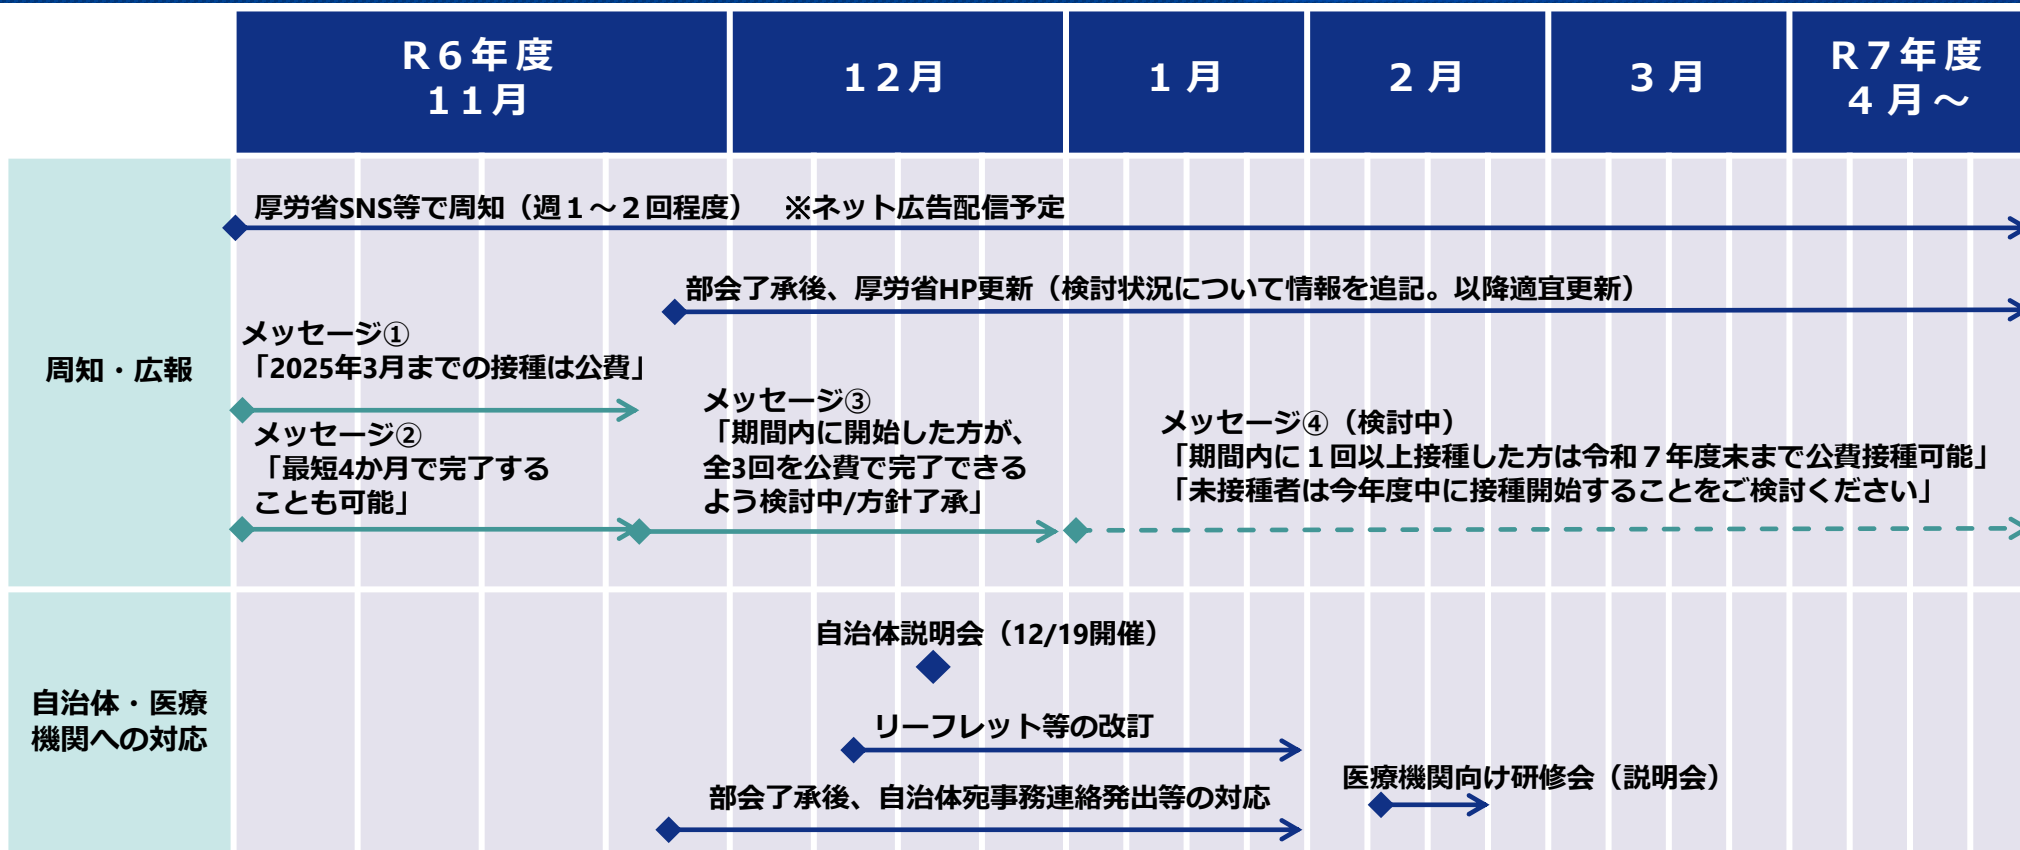 R6年度
11月
12月
1月
2月
3月
R7年度
4月～
周知・広報
厚労省SNS等で周知（週1～2回程度）　※ネット広告配信予定
部会了承後、厚労省HP更新（検討状況について情報を追記。以降適宜更新）
メッセージ①
「2025年3月までの接種は公費」
メッセージ②
「最短4か月で完了する
ことも可能」
メッセージ③
「期間内に開始した方が、
全3回を公費で完了できる
よう検討中/方針了承」
メッセージ④（検討中）
「期間内に１回以上接種した方は令和７年度末まで公費接種可能」
「未接種者は今年度中に接種開始することをご検討ください」
自治体・医療
機関への対応
自治体説明会（12/19開催）
リーフレット等の改訂
部会了承後、自治体宛事務連絡発出等の対応
医療機関向け研修会（説明会）